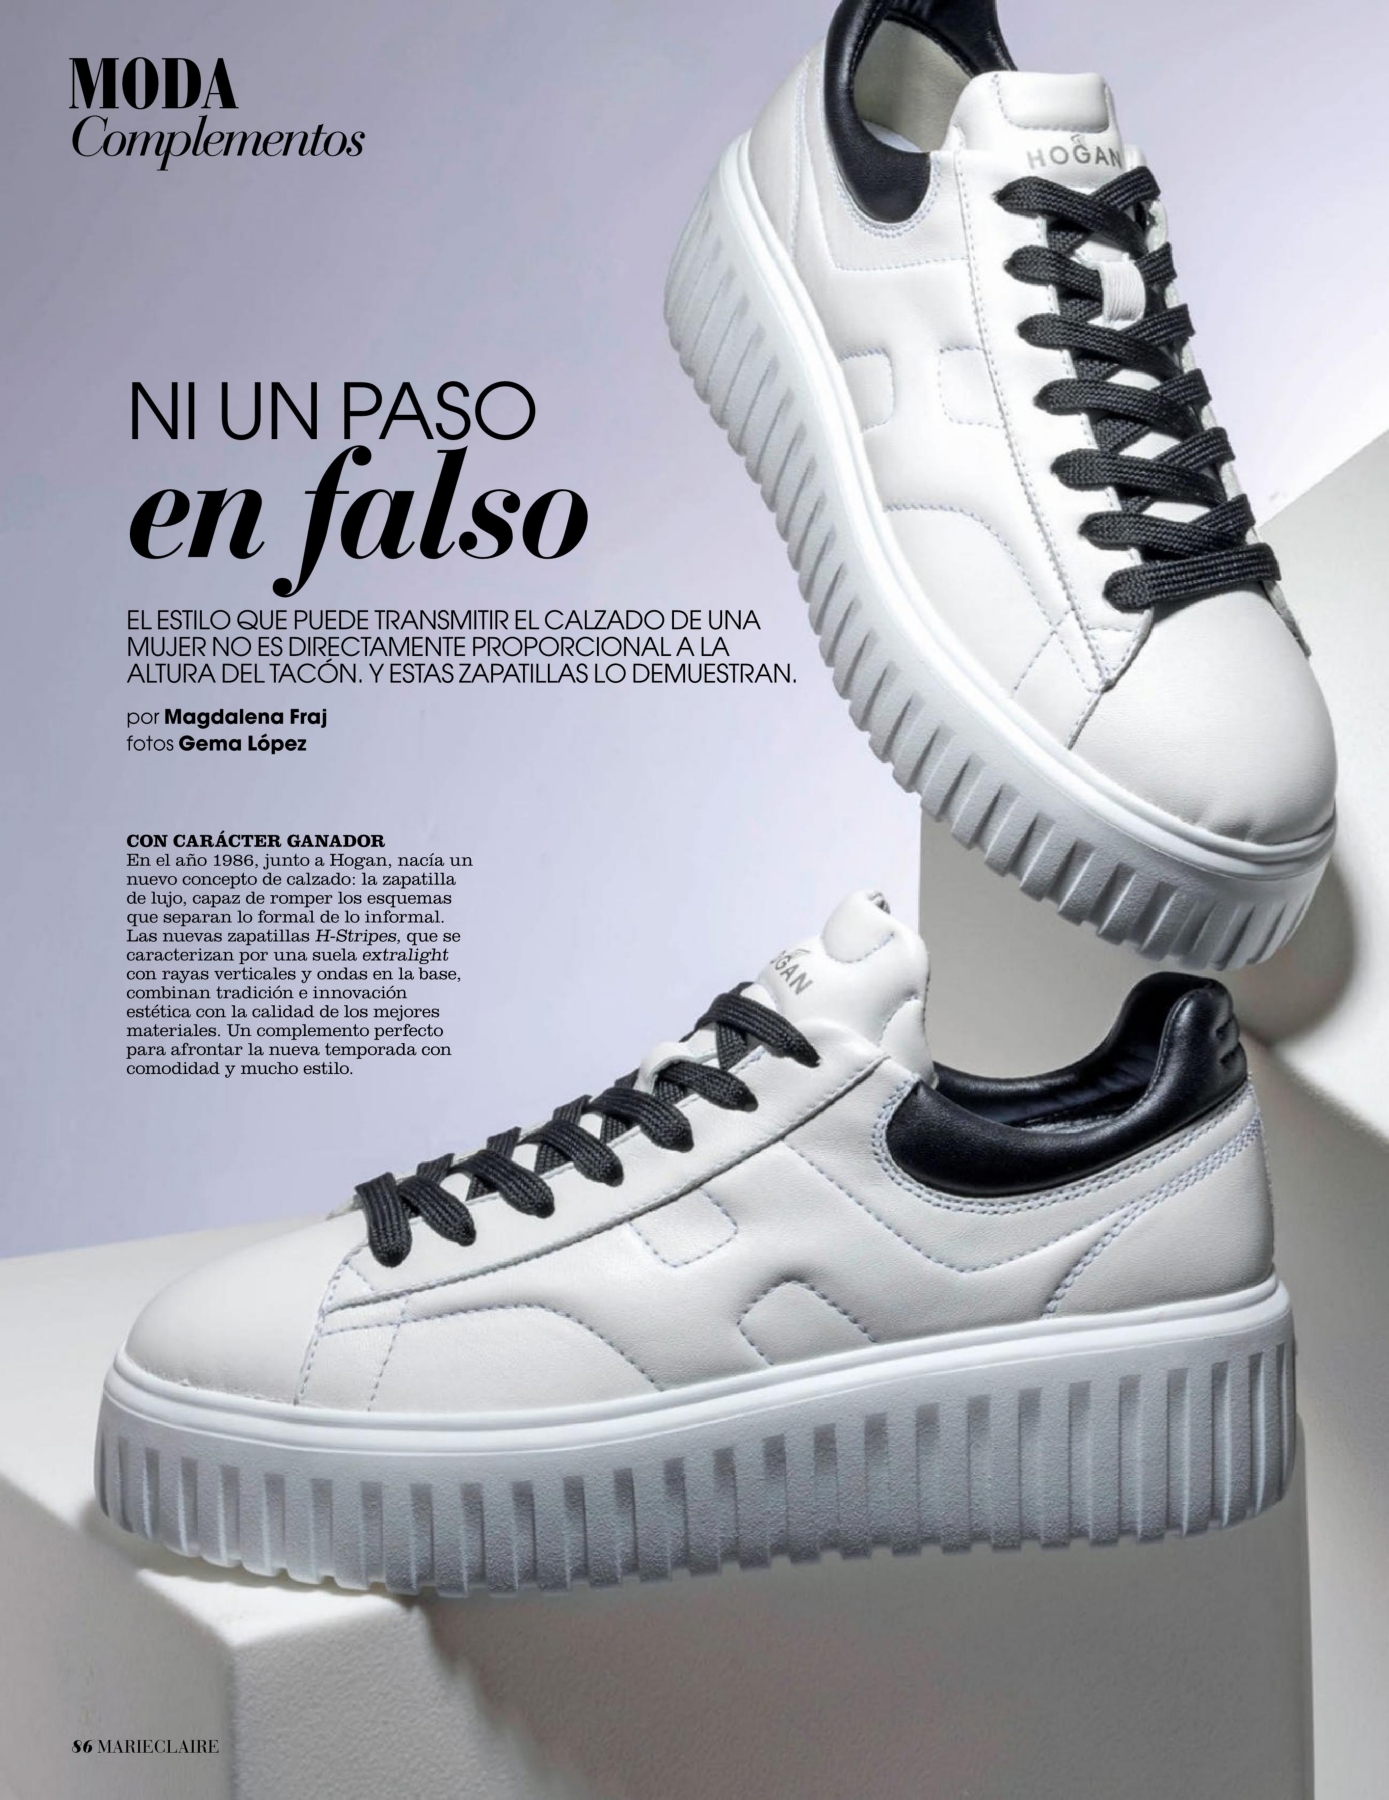 MODA
Complementos
HOGAN
NI UN PASO
en falso
EL ESTILO QUE PUEDE TRANSMITIR EL CALZADO DE UNA
MUJER NO ES DIRECTAMENTE PROPORCIONAL A LA
ALTURA DEL TACÓN. Y ESTAS ZAPATILLAS LO DEMUESTRAN.
por Magdalena Fraj
fotos Gema López
CON CARÁCTER GANADOR
En el año 1986, junto a Hogan, nacía un
nuevo concepto de calzado: la zapatilla
de lujo, capaz de romper los esquemas
que separan lo formal de lo informal.
Las nuevas zapatillas H-Stripes, que se
caracterizan por una suela extralight
con rayas verticales y ondas en la base,
combinan tradición e innovación
estética con la calidad de los mejores
materiales. Un complemento perfecto
para afrontar la nueva temporada con
comodidad y mucho estilo.
OGAN
86 MARIECLAIRE